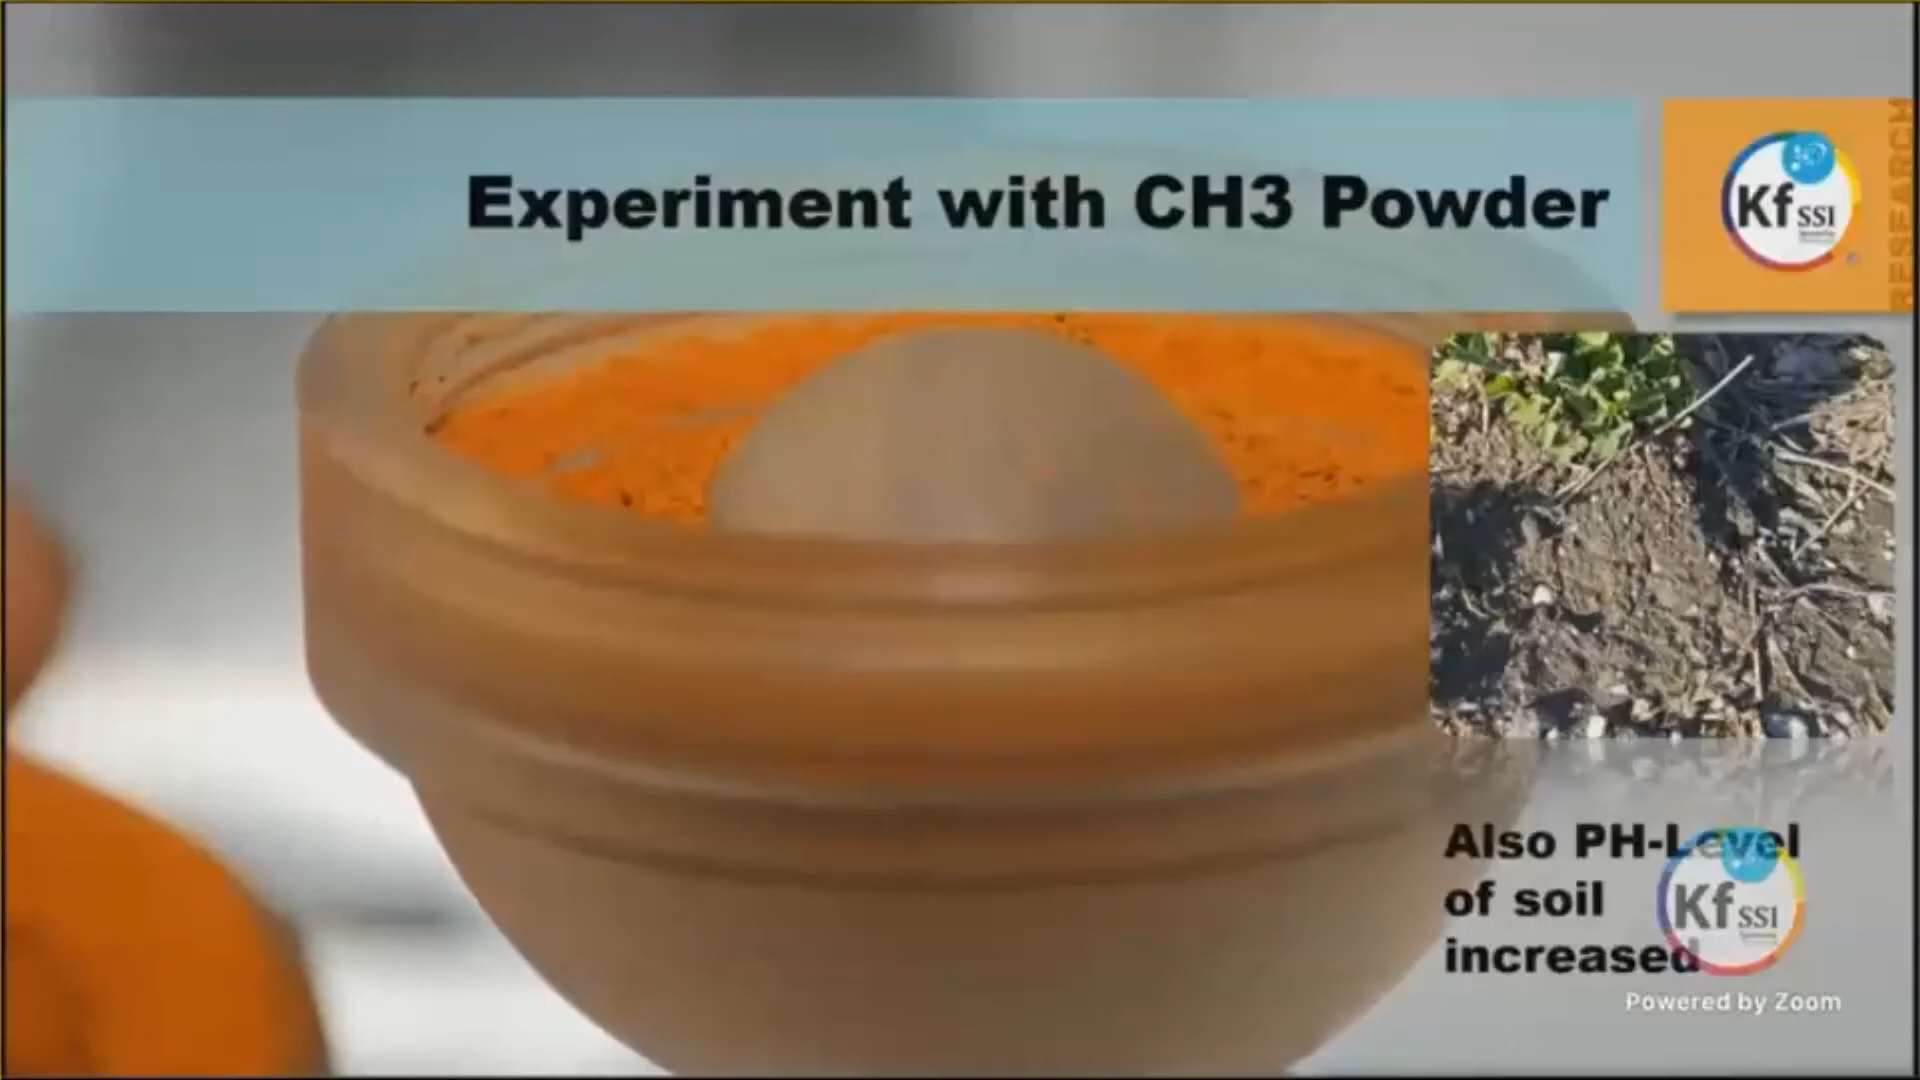 Experiment with CH3 Powder
Kf SSI
RESEARCH
Also PH-Level
of soil
increased
Kf SSI
Powered by Zoom